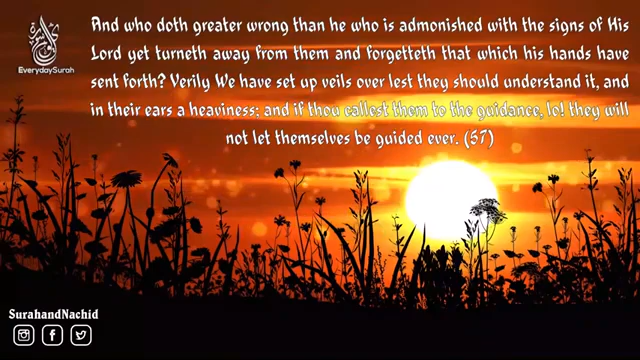 And who doth greater wrong than he who is admonished with the signs of His
Lord yet turneth away from them and forgetteth that which his hands have
sent forth? Verily We have set up veils over lest they should understand it, and
in their ears a heaviness; and if thou callest them to the guidance, lo! they will
not let themselves be guided ever. (57)
EverydaySurah
SurahandNachid